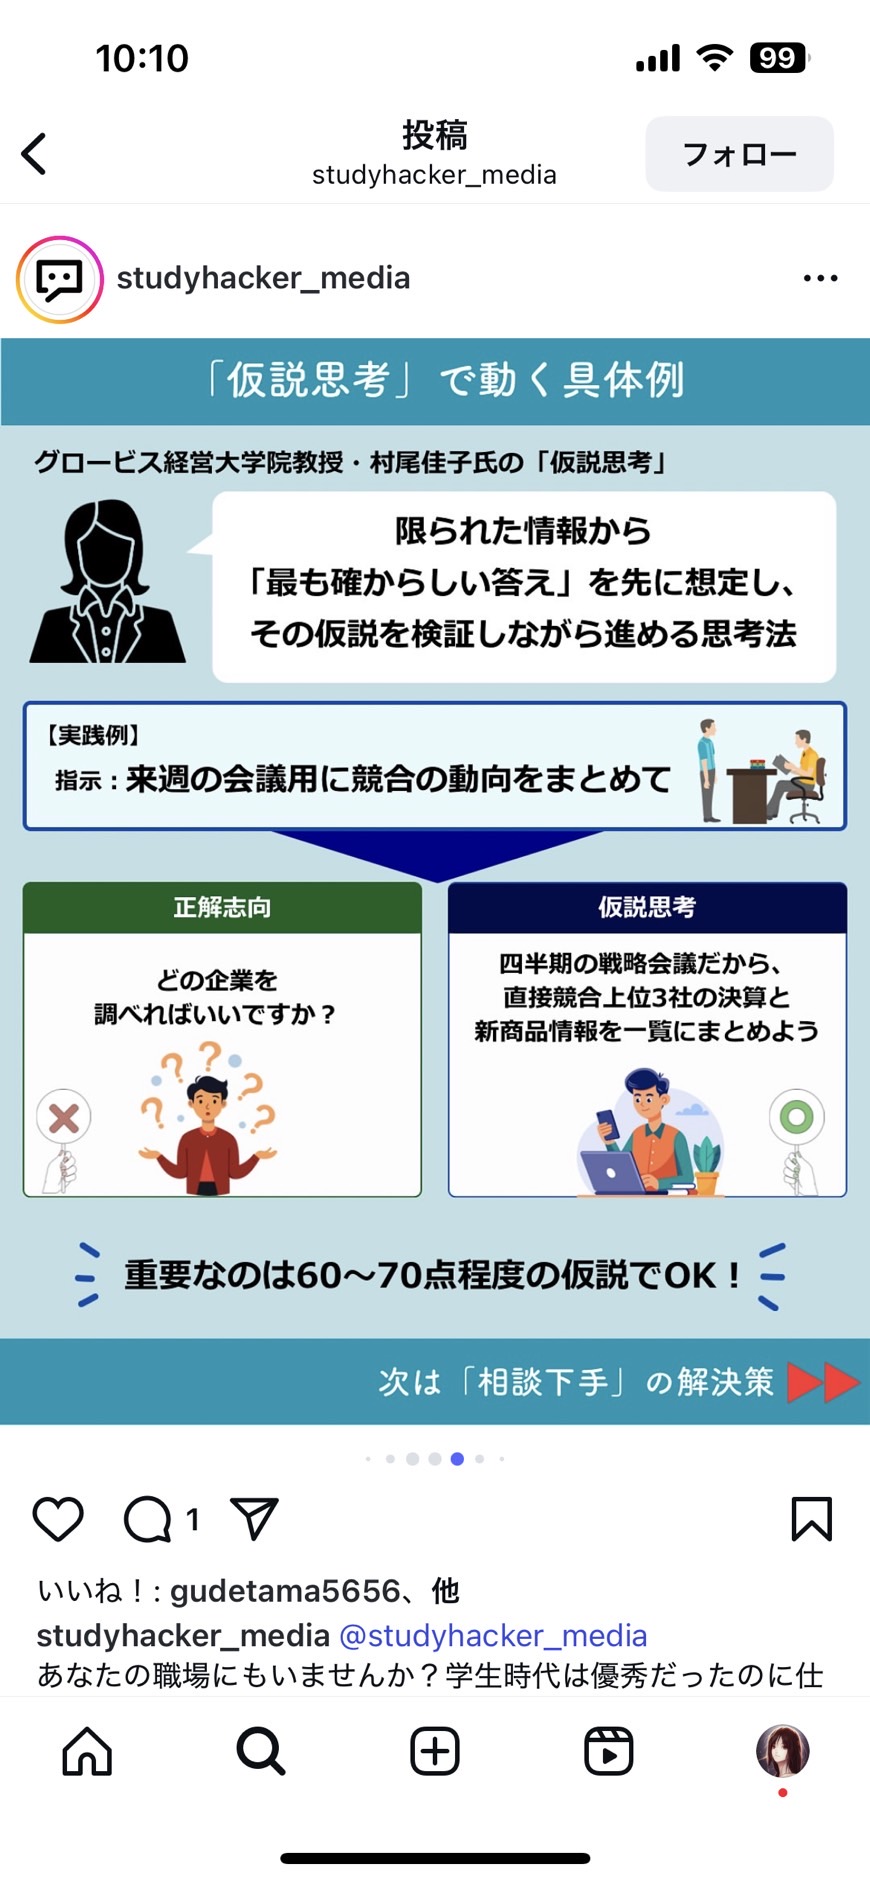 10:10
99
投稿
studyhacker_media
フォロー
studyhacker_media
「仮説思考」で動く具体例
グロービス経営大学院教授・村尾佳子氏の「仮説思考」
限られた情報から
「最も確からしい答え」を先に想定し、
その仮説を検証しながら進める思考法
【実践例】
指示：来週の会議用に競合の動向をまとめて
正解志向
どの企業を
調べればいいですか？
仮説思考
四半期の戦略会議だから、
直接競合上位3社の決算と
新商品情報を一覧にまとめよう
重要なのは60～70点程度の仮説でOK！
次は「相談下手」の解決策
1
いいね！: gudetama5656、他
studyhacker_media @studyhacker_media
あなたの職場にもいませんか？学生時代は優秀だったのに仕